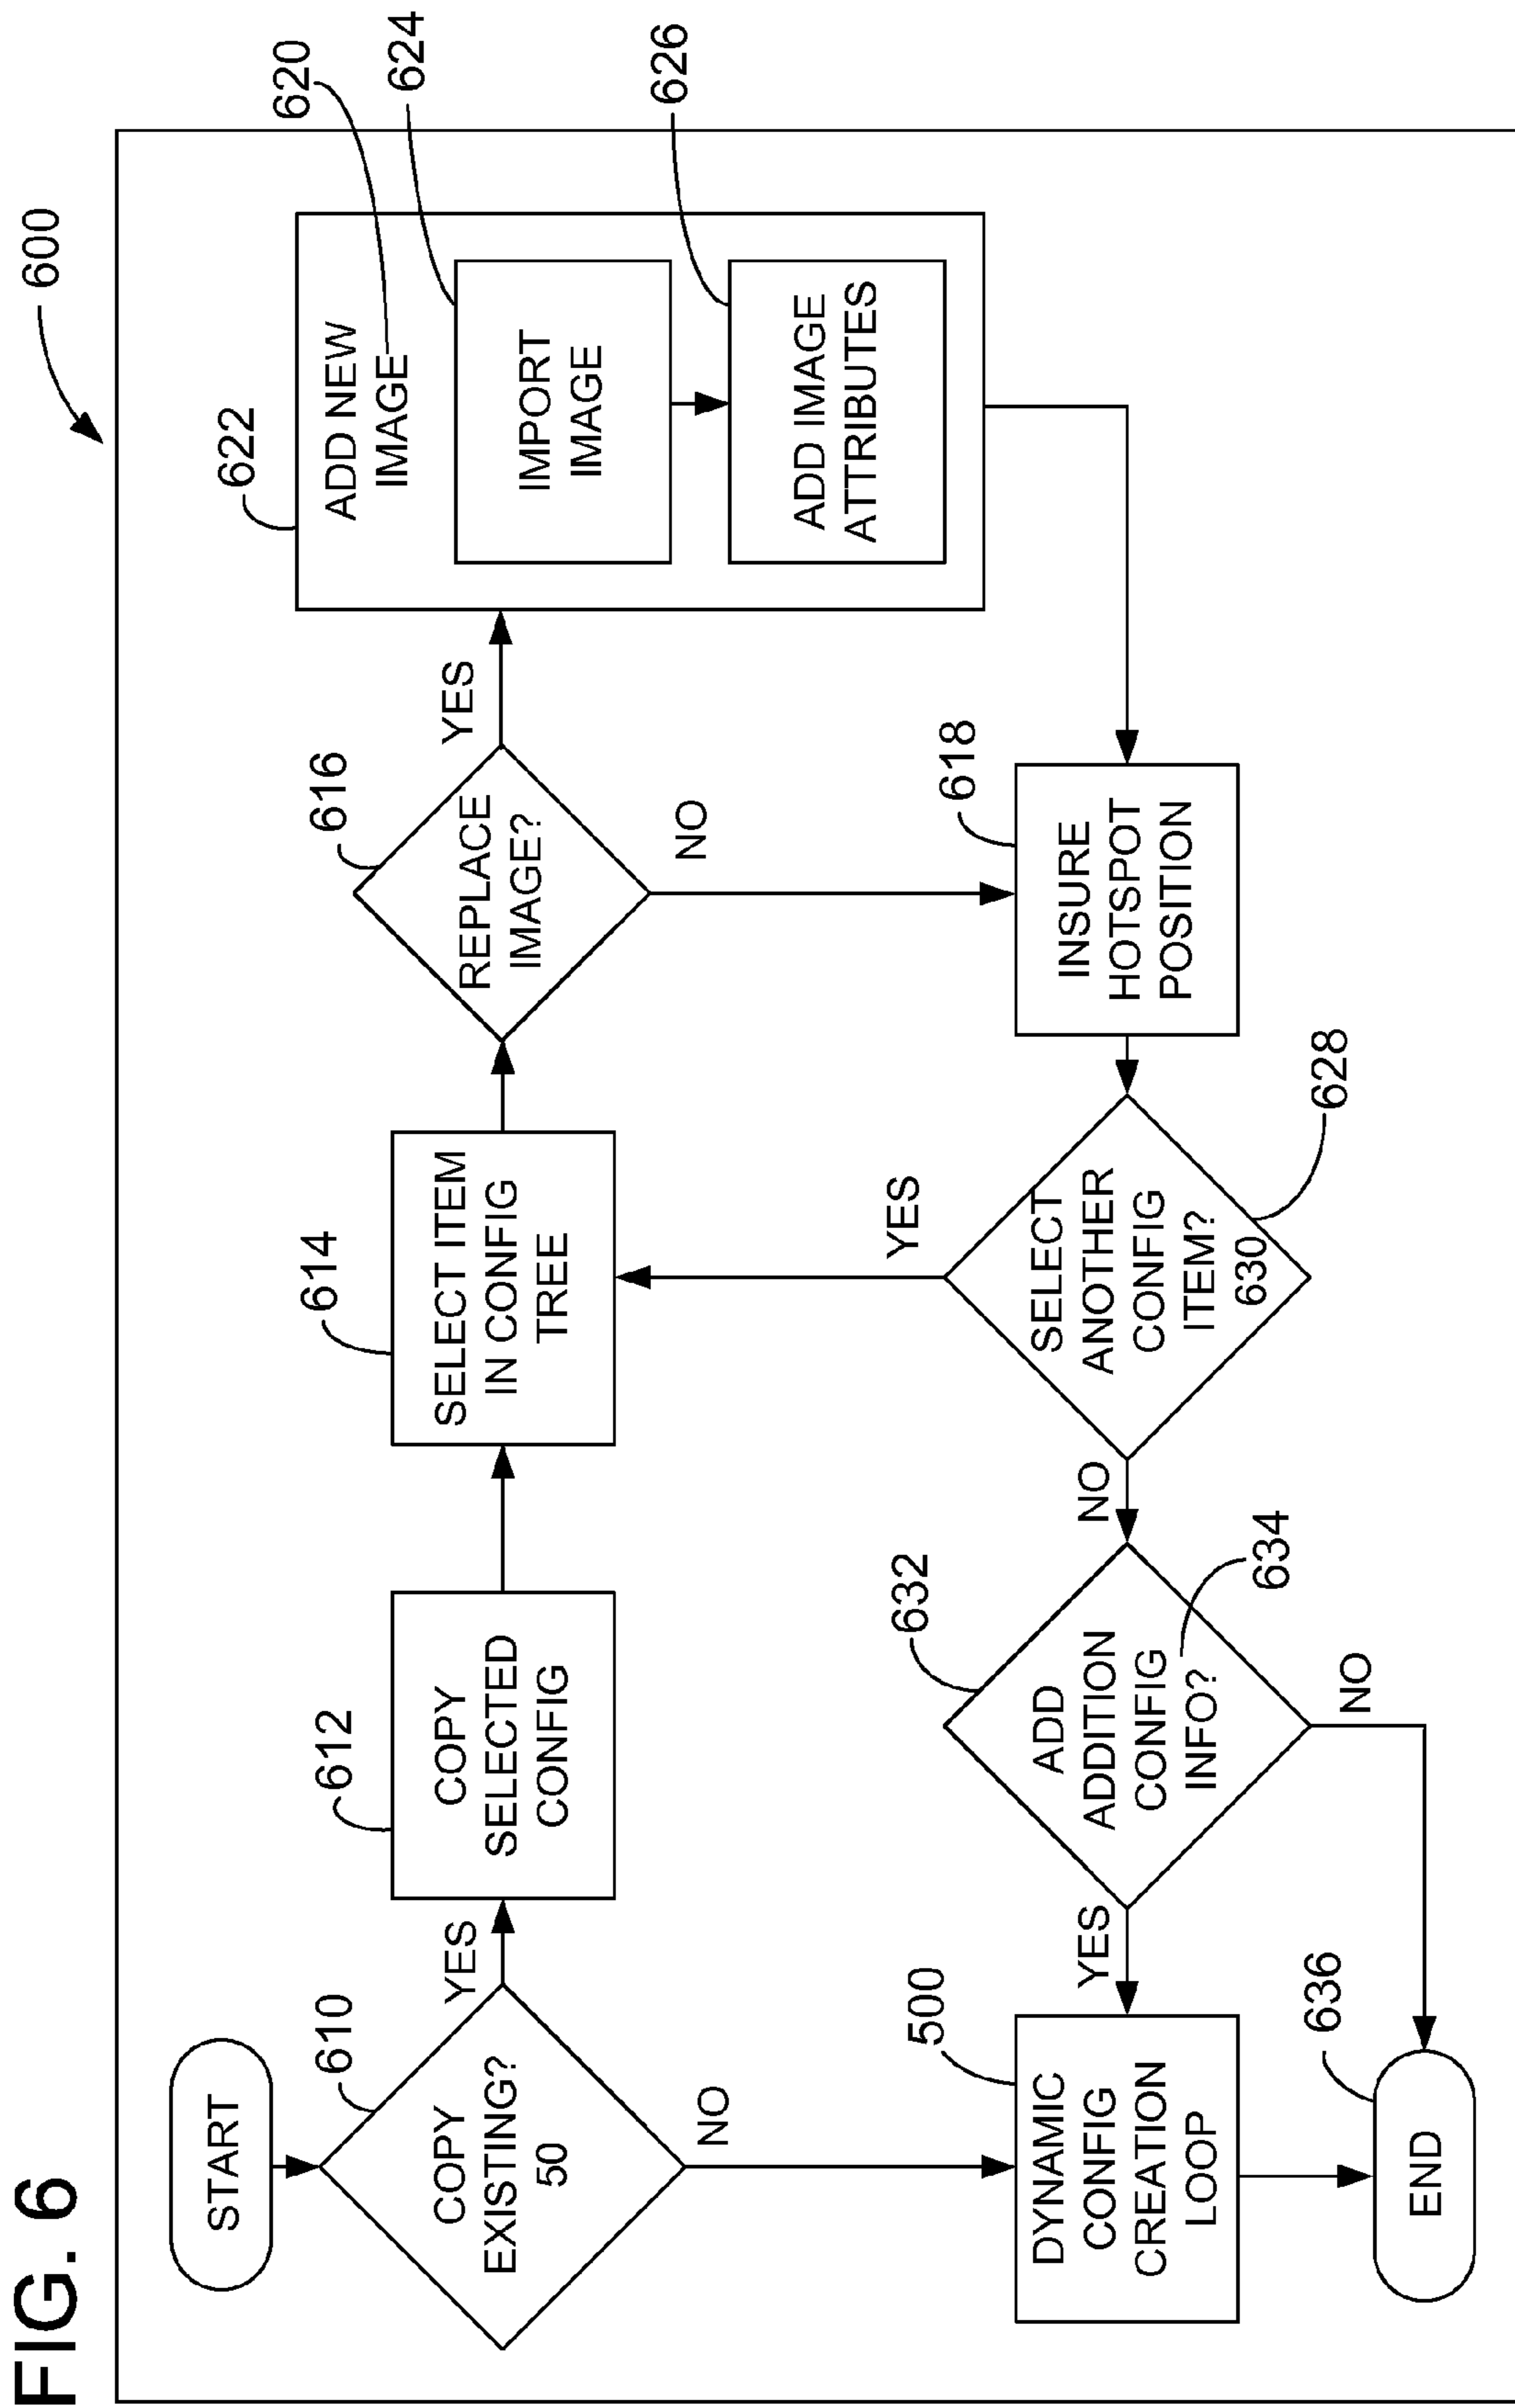 FIG. 6
600
START
610
COPY
EXISTING?
50
YES
NO
612
COPY
SELECTED
CONFIG
614
SELECT ITEM
IN CONFIG
TREE
616
REPLACE
IMAGE?
YES
NO
622
ADD NEW
IMAGE
620
IMPORT
IMAGE
624
ADD IMAGE
ATTRIBUTES
626
618
INSURE
HOTSPOT
POSITION
628
SELECT
ANOTHER
CONFIG
ITEM?
630
YES
NO
632
ADD
ADDITION
CONFIG
INFO?
634
YES
NO
500
DYNAMIC
CONFIG
CREATION
LOOP
636
END